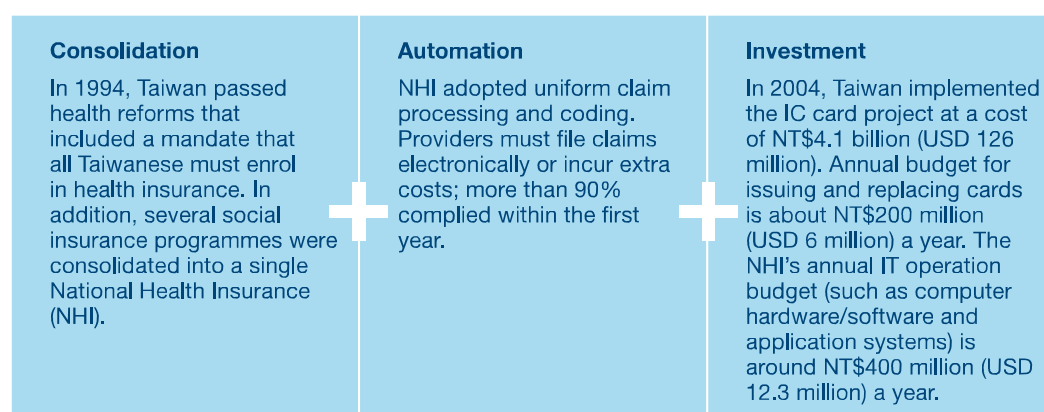 Consolidation
In 1994, Taiwan passed
health reforms that
included a mandate that
all Taiwanese must enrol
in health insurance. In
addition, several social
insurance programmes were
consolidated into a single
National Health Insurance
(NHI).
Automation
NHI adopted uniform claim
processing and coding.
Providers must file claims
electronically or incur extra
costs; more than 90%
complied within the first
year.
Investment
In 2004, Taiwan implemented
the IC card project at a cost
of NT$4.1 billion (USD 126
million). Annual budget for
issuing and replacing cards
is about NT$200 million
(USD 6 million) a year. The
NHI’s annual IT operation
budget (such as computer
hardware/software and
application systems) is
around NT$400 million (USD
12.3 million) a year.